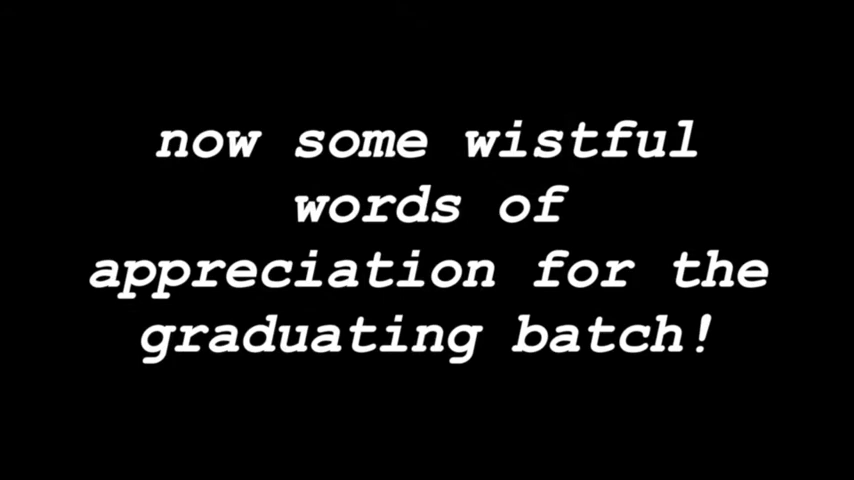 now some wistful
words of
appreciation for the
graduating batch!